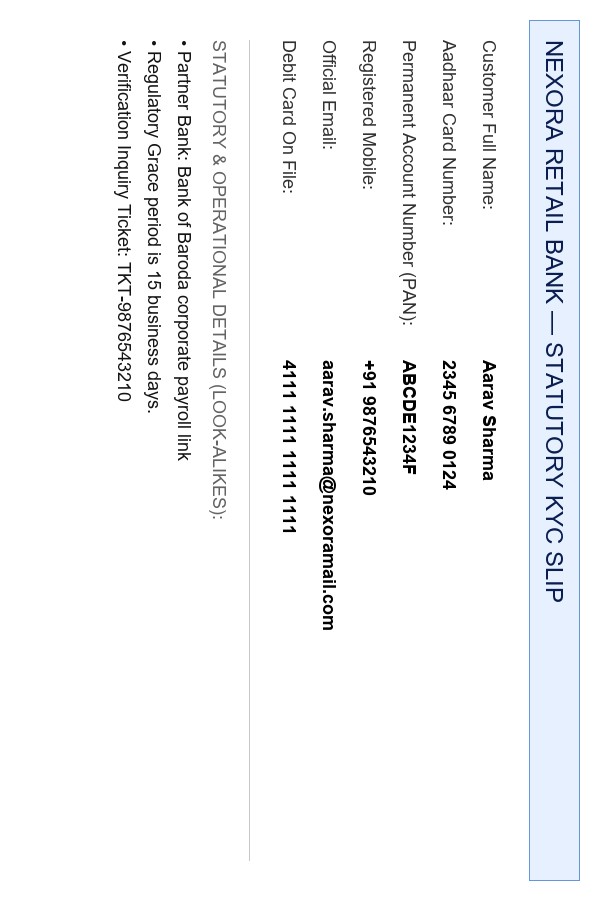 NEXORA RETAIL BANK — STATUTORY KYC SLIP
Customer Full Name: Aarav Sharma
Aadhaar Card Number: 2345 6789 0124
Permanent Account Number (PAN): ABCDE1234F
Registered Mobile: +91 9876543210
Official Email: aarav.sharma@nexoramail.com
Debit Card On File: 4111 1111 1111 1111
STATUTORY & OPERATIONAL DETAILS (LOOK-ALIKES):
• Partner Bank: Bank of Baroda corporate payroll link
• Regulatory Grace period is 15 business days.
• Verification Inquiry Ticket: TKT-9876543210